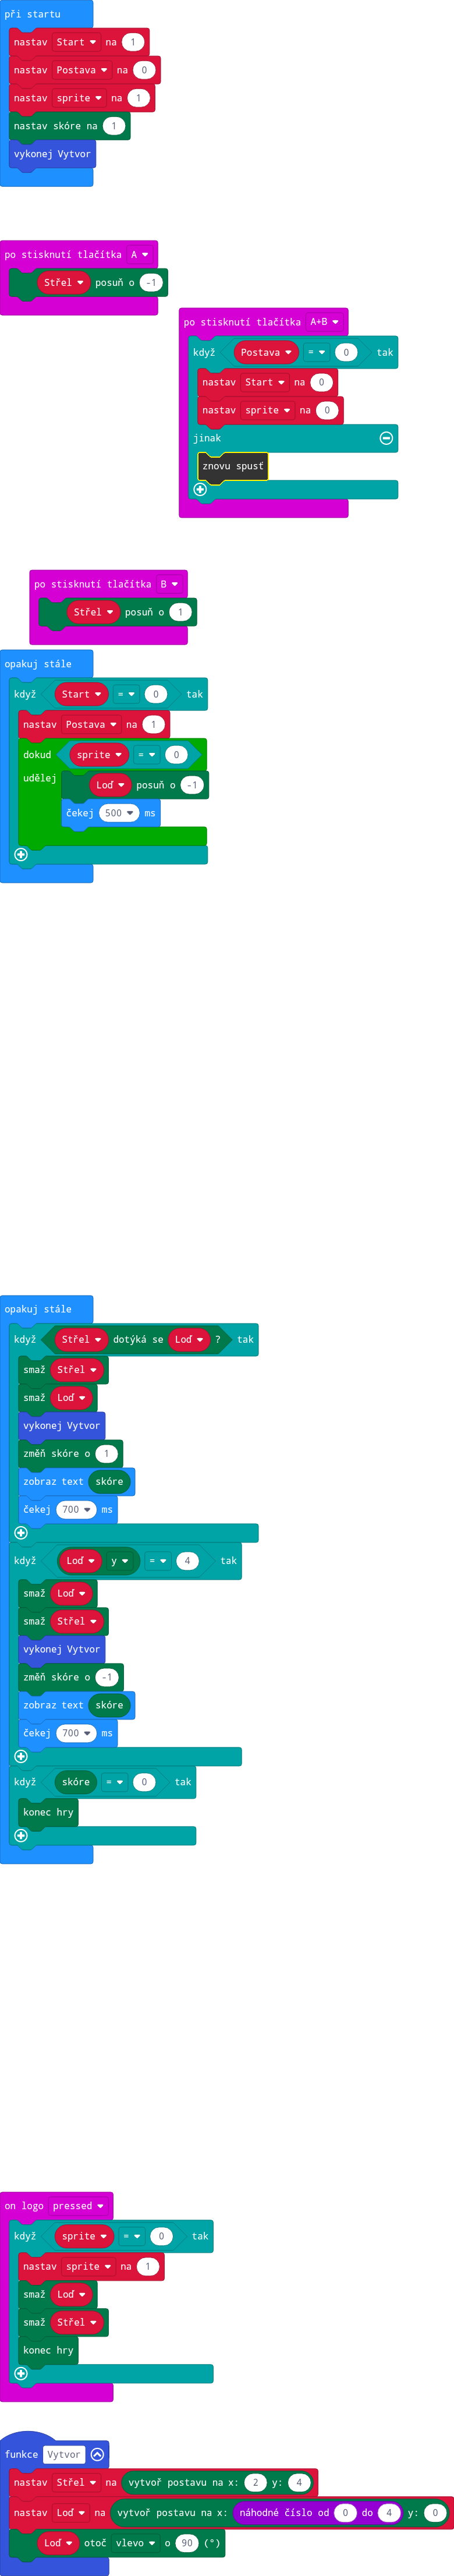 při startu
nastav Start na 1
nastav Postava na 0
nastav sprite na 1
nastav skóre na 1
vykonej Vytvor
po stisknutí tlačítka A
Střel posuň o -1
po stisknutí tlačítka A+B
když Postava = 0 tak
nastav Start na 0
nastav sprite na 0
jinak
znovu spusť
po stisknutí tlačítka B
Střel posuň o 1
opakuj stále
když Start = 0 tak
nastav Postava na 1
dokud sprite = 0
udělej Loď posuň o -1
čekej 500 ms
opakuj stále
když Střel dotýká se Loď ? tak
smaž Střel
smaž Loď
vykonej Vytvor
změň skóre o 1
zobraz text skóre
čekej 700 ms
když Loď y = 4 tak
smaž Loď
smaž Střel
vykonej Vytvor
změň skóre o -1
zobraz text skóre
čekej 700 ms
když skóre = 0 tak
konec hry
on logo pressed
když sprite = 0 tak
nastav sprite na 1
smaž Loď
smaž Střel
konec hry
funkce Vytvor
nastav Střel na vytvoř postavu na x: 2 y: 4
nastav Loď na vytvoř postavu na x: náhodné číslo od 0 do 4 y: 0
Loď otoč vlevo o 90 (°)